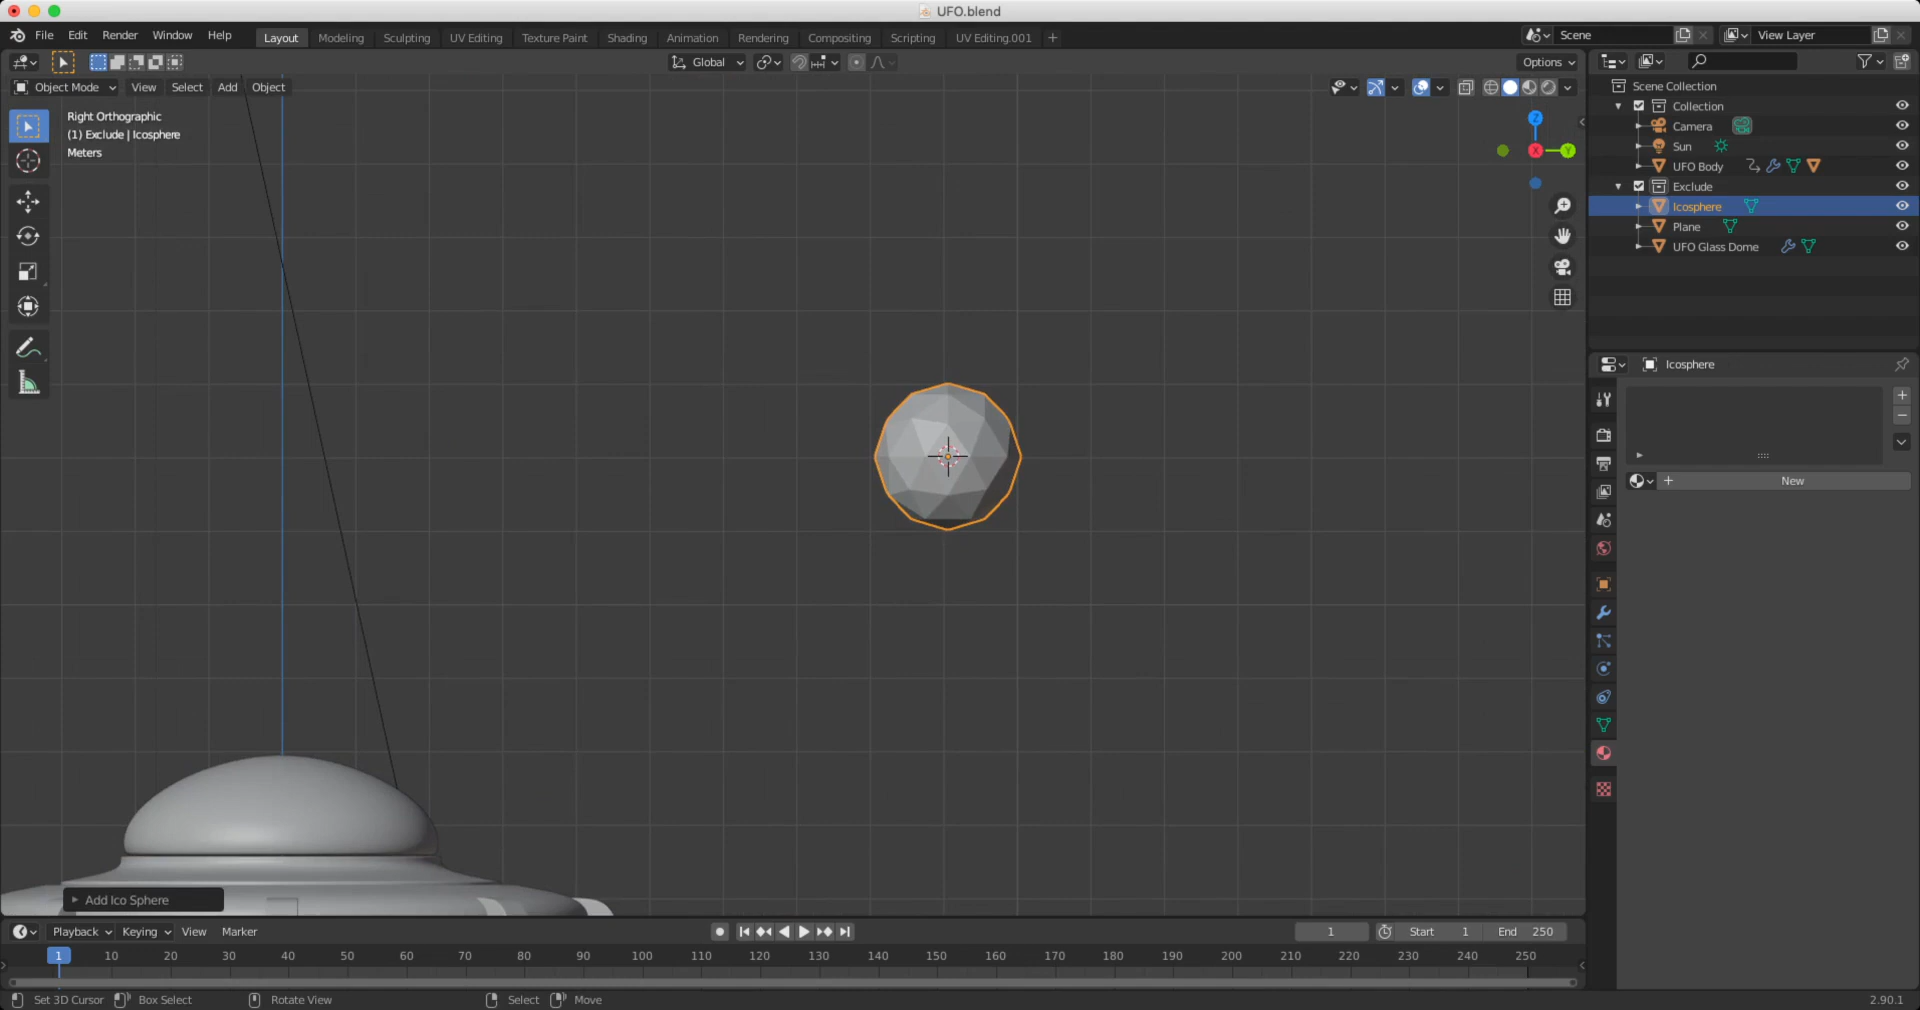 UFO.blend
File Edit Render Window Help
Layout Modeling Sculpting UV Editing Texture Paint Shading Animation Rendering Compositing Scripting UV Editing.001 +
Scene
View Layer
Global
Options
Object Mode View Select Add Object
Right Orthographic
(1) Exclude | Icosphere
Meters
Z
X
Y
Scene Collection
Collection
Camera
Sun
UFO Body
Exclude
Icosphere
Plane
UFO Glass Dome
Icosphere
New
Add Ico Sphere
Playback Keying View Marker
1
Start 1
End 250
1 10 20 30 40 50 60 70 80 90 100 110 120 130 140 150 160 170 180 190 200 210 220 230 240 250
Set 3D Cursor Box Select Rotate View Select Move
2.90.1